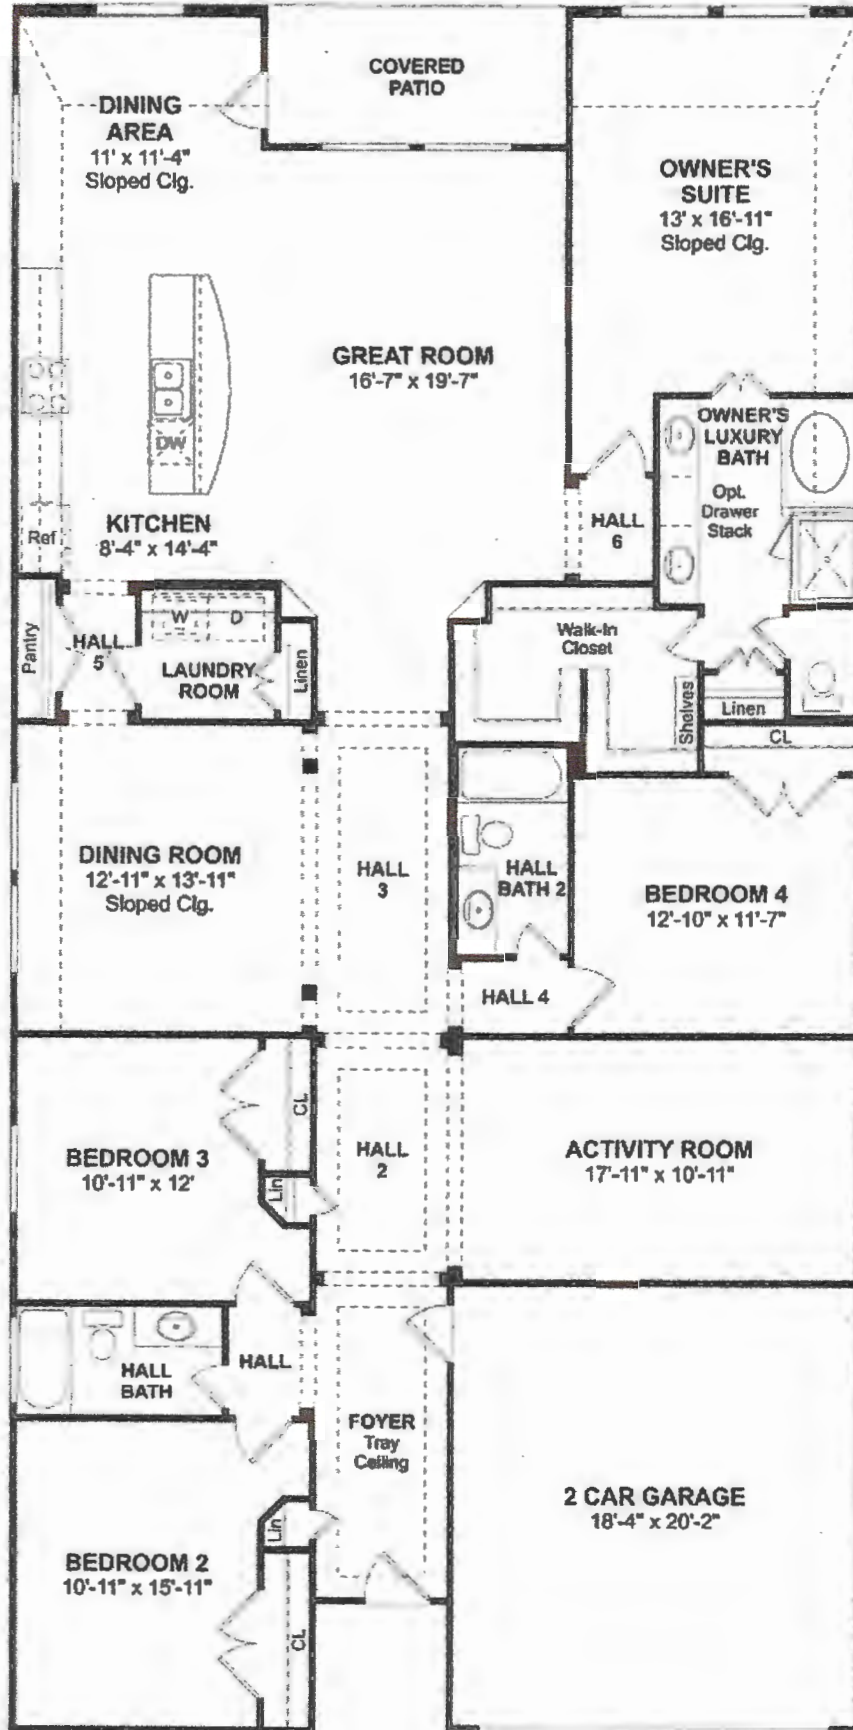 COVERED
PATIO
DINING
AREA
11' x 11'-4"
Sloped Clg.
OWNER'S
SUITE
13' x 16'-11"
Sloped Clg.
GREAT ROOM
16'-7" x 19'-7"
DW
OWNER'S
LUXURY
BATH
Opt.
Drawer
Stack
KITCHEN
8'-4" x 14'-4"
Ref
HALL
6
Pantry
HALL
5
W
D
LAUNDRY
ROOM
Linen
Walk-In
Closet
Shelves
Linen
CL
DINING ROOM
12'-11" x 13'-11"
Sloped Clg.
HALL
3
HALL
BATH 2
BEDROOM 4
12'-10" x 11'-7"
HALL 4
CL
BEDROOM 3
10'-11" x 12'
Lin
HALL
2
ACTIVITY ROOM
17'-11" x 10'-11"
HALL
BATH
HALL
FOYER
Tray
Ceiling
2 CAR GARAGE
18'-4" x 20'-2"
Lin
BEDROOM 2
10'-11" x 15'-11"
CL